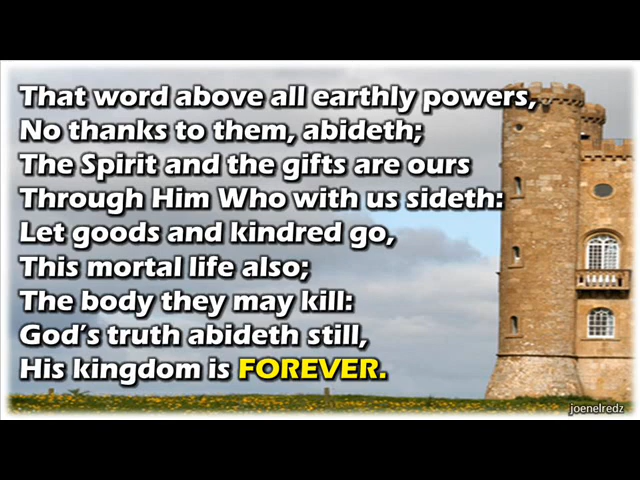 That word above all earthly powers,
No thanks to them, abideth;
The Spirit and the gifts are ours
Through Him Who with us sideth:
Let goods and kindred go,
This mortal life also;
The body they may kill:
God's truth abideth still,
His kingdom is FOREVER.
joenelredz